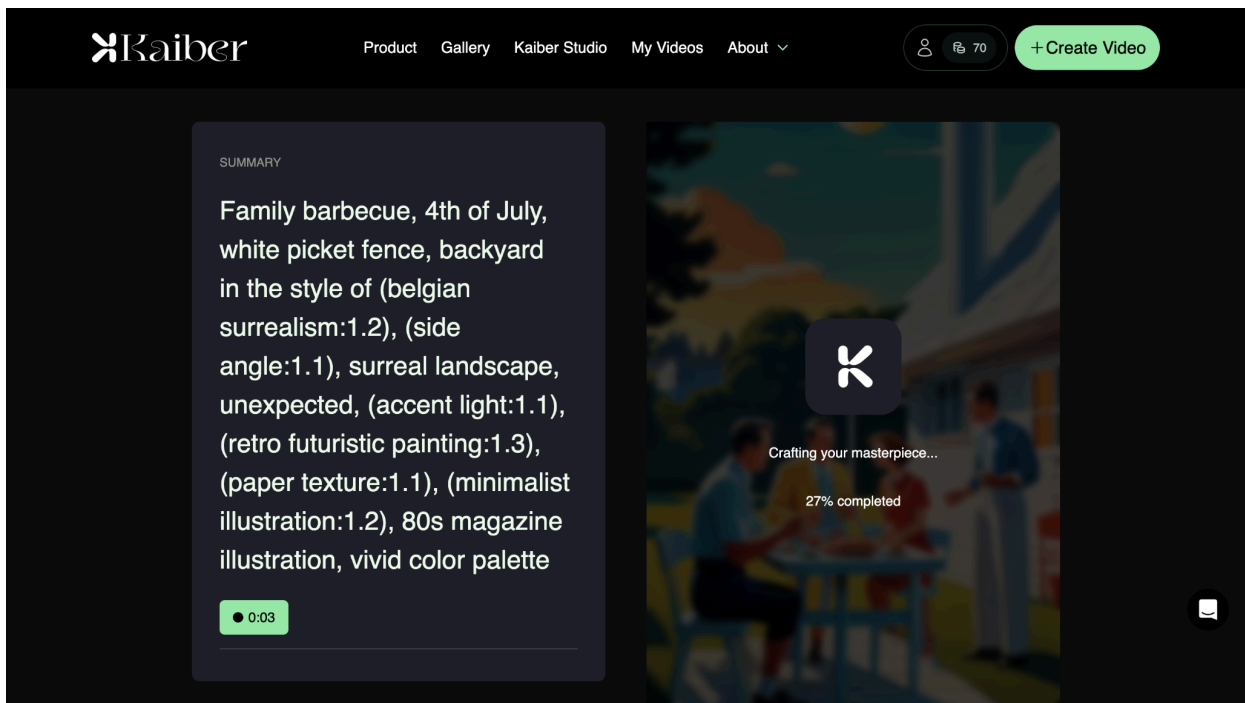 Kaiber
Product Gallery Kaiber Studio My Videos About
70
+Create Video
SUMMARY
Family barbecue, 4th of July,
white picket fence, backyard
in the style of (belgian
surrealism:1.2), (side
angle:1.1), surreal landscape,
unexpected, (accent light:1.1),
(retro futuristic painting:1.3),
(paper texture:1.1), (minimalist
illustration:1.2), 80s magazine
illustration, vivid color palette
0:03
K
Crafting your masterpiece...
27% completed